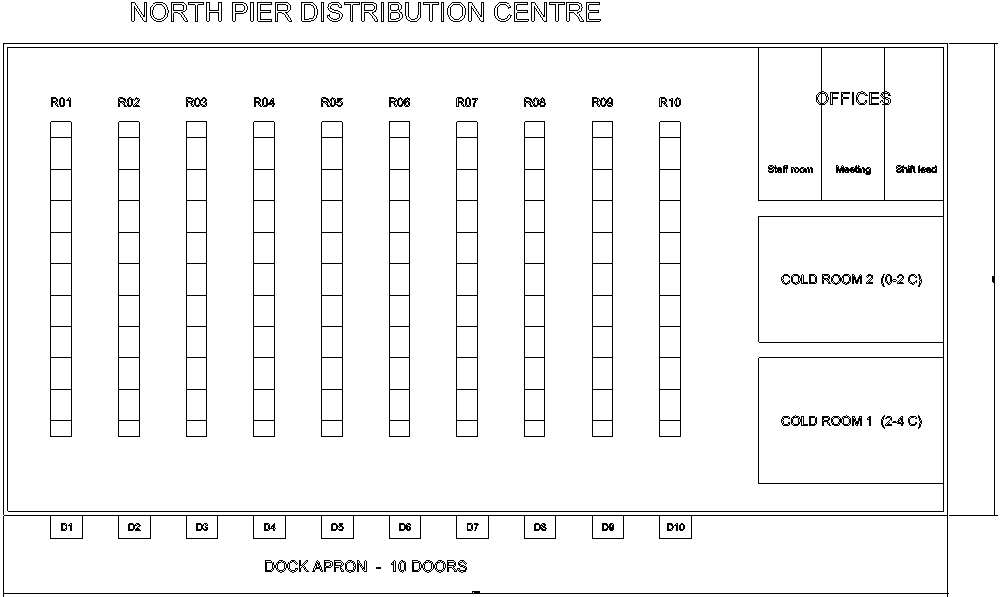 NORTH PIER DISTRIBUTION CENTRE
R01 R02 R03 R04 R05 R06 R07 R08 R09 R10
OFFICES
Staff room Meeting Shift lead
COLD ROOM 2 (0-2 C)
COLD ROOM 1 (2-4 C)
D1 D2 D3 D4 D5 D6 D7 D8 D9 D10
DOCK APRON - 10 DOORS